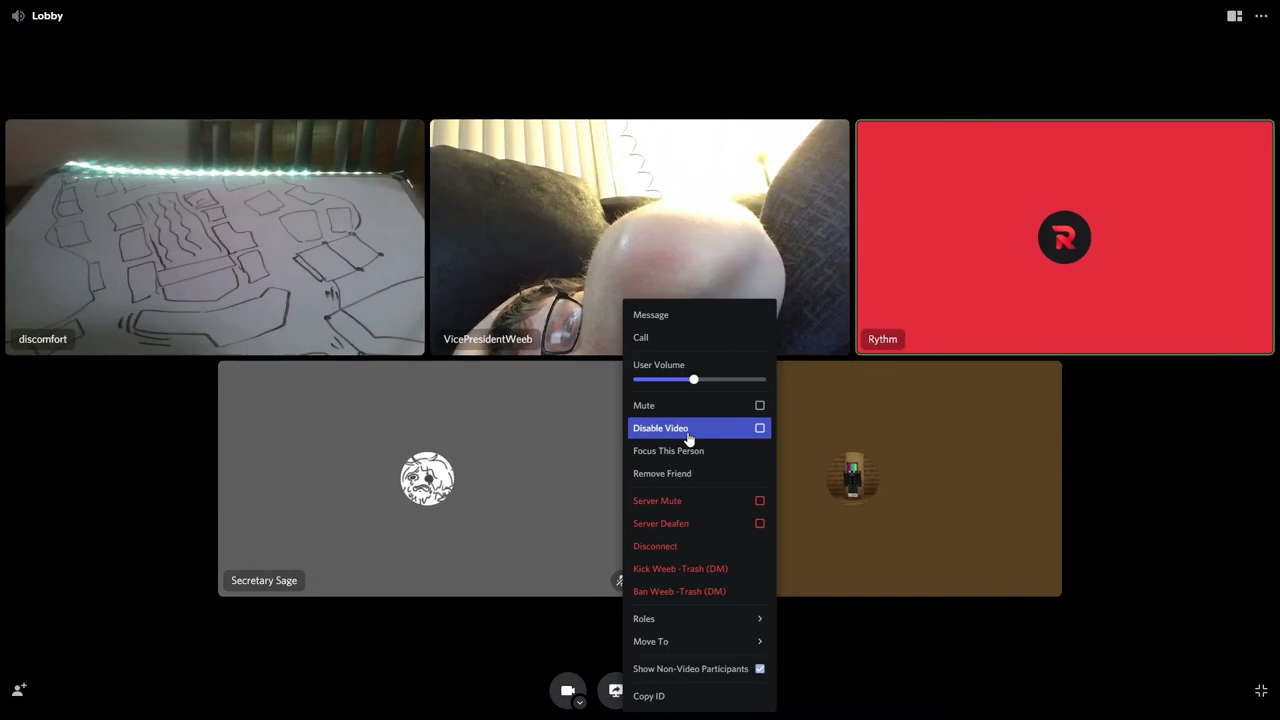 Lobby
discomfort
VicePresidentWeeb
Rythm
Message
Call
User Volume
Mute
Disable Video
Focus This Person
Remove Friend
Server Mute
Server Deafen
Disconnect
Kick Weeb -Trash (DM)
Ban Weeb -Trash (DM)
Roles
Move To
Show Non-Video Participants
Copy ID
Secretary Sage